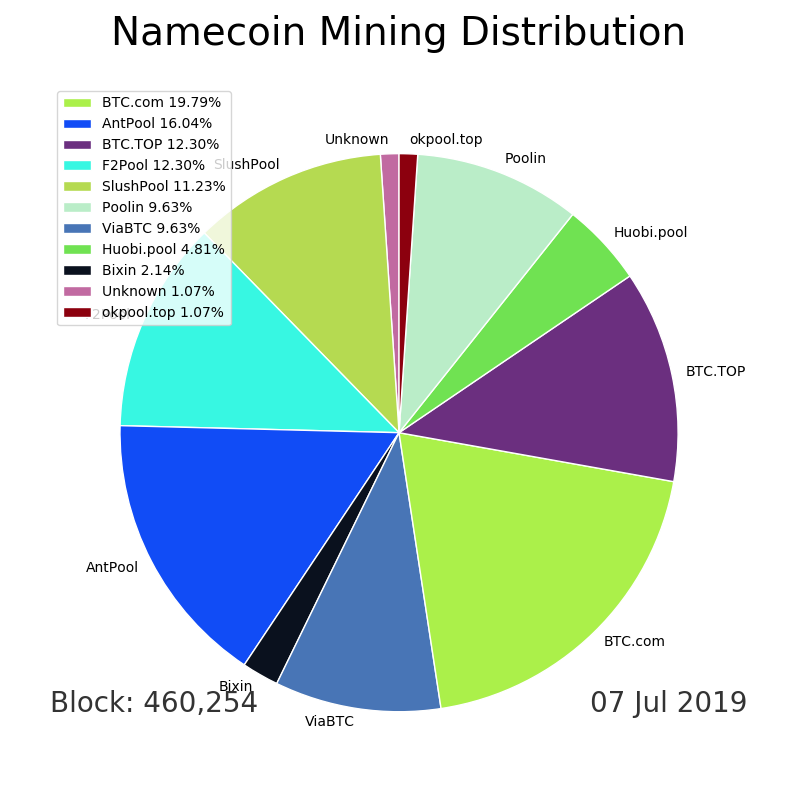 Namecoin Mining Distribution
BTC.com 19.79%
AntPool 16.04%
BTC.TOP 12.30%
F2Pool 12.30%
SlushPool 11.23%
Poolin 9.63%
ViaBTC 9.63%
Huobi.pool 4.81%
Bixin 2.14%
Unknown 1.07%
okpool.top 1.07%
Unknown
okpool.top
Poolin
SlushPool
Huobi.pool
BTC.TOP
AntPool
BTC.com
Bixin
ViaBTC
Block: 460,254
07 Jul 2019